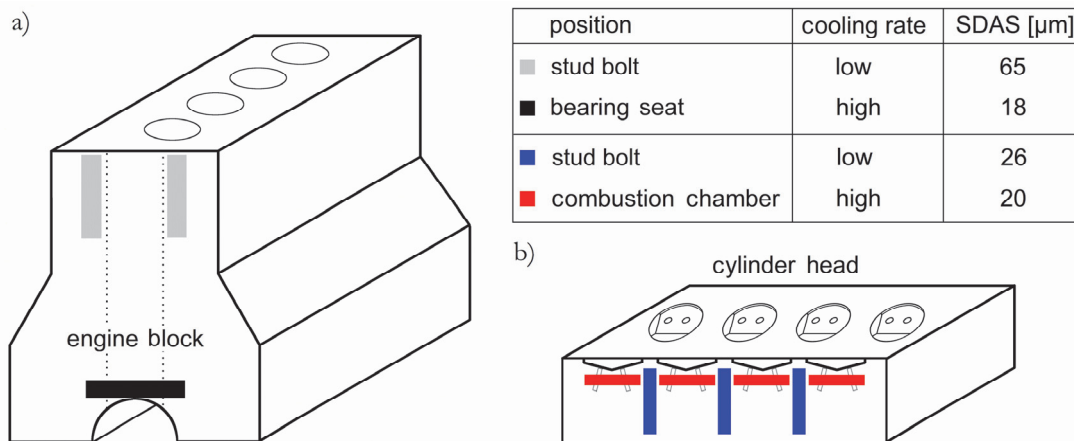 a)
position cooling rate SDAS [µm]
stud bolt low 65
bearing seat high 18
stud bolt low 26
combustion chamber high 20
b)
cylinder head
engine block